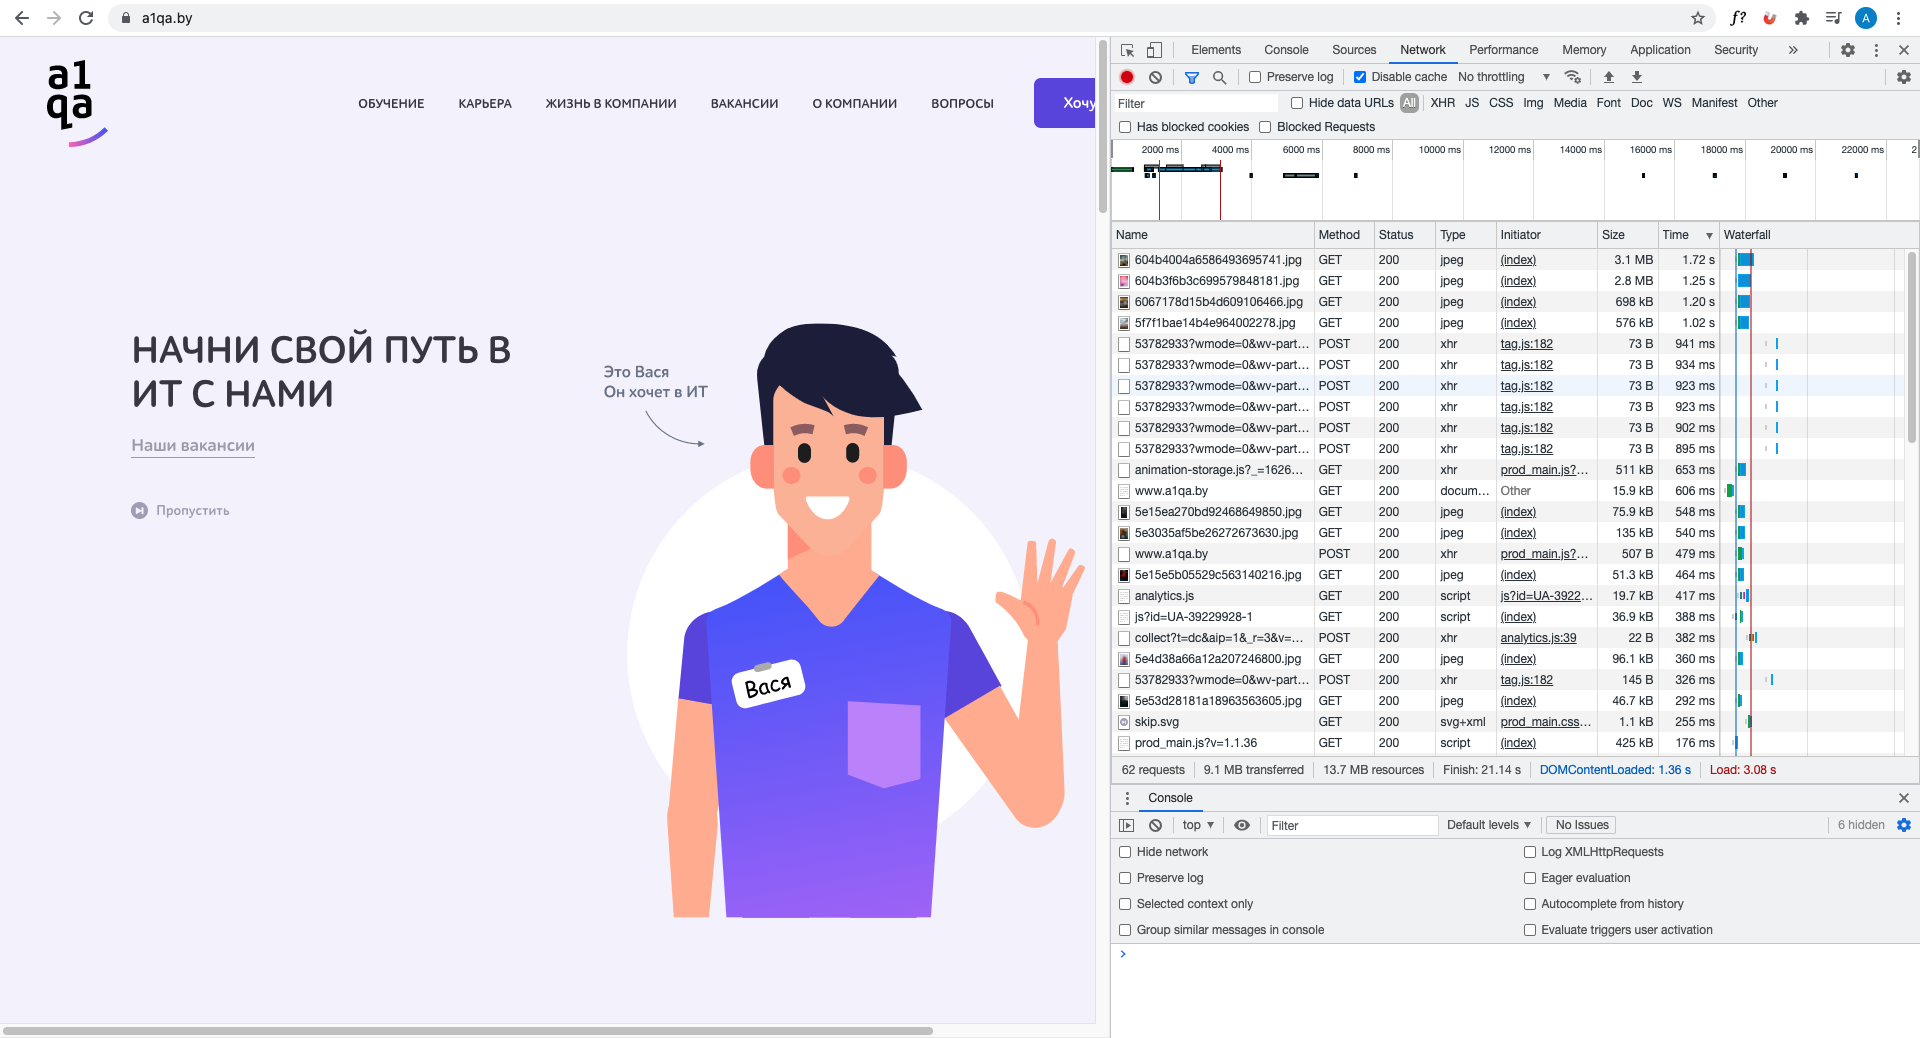 a1qa.by
f?
A
a1
qa
ОБУЧЕНИЕ
КАРЬЕРА
ЖИЗНЬ В КОМПАНИИ
ВАКАНСИИ
О КОМПАНИИ
ВОПРОСЫ
Хочу
НАЧНИ СВОЙ ПУТЬ В
ИТ С НАМИ
Наши вакансии
Пропустить
Это Вася
Он хочет в ИТ
Вася
Elements Console Sources Network Performance Memory Application Security
Preserve log Disable cache No throttling
Filter Hide data URLs All XHR JS CSS Img Media Font Doc WS Manifest Other
Has blocked cookies Blocked Requests
2000 ms 4000 ms 6000 ms 8000 ms 10000 ms 12000 ms 14000 ms 16000 ms 18000 ms 20000 ms 22000 ms 2
Name Method Status Type Initiator Size Time Waterfall
604b4004a6586493695741.jpg GET 200 jpeg (index) 3.1 MB 1.72 s
604b3f6b3c699579848181.jpg GET 200 jpeg (index) 2.8 MB 1.25 s
6067178d15b4d609106466.jpg GET 200 jpeg (index) 698 kB 1.20 s
5f7f1bae14b4e964002278.jpg GET 200 jpeg (index) 576 kB 1.02 s
53782933?wmode=0&wv-part... POST 200 xhr tag.js:182 73 B 941 ms
53782933?wmode=0&wv-part... POST 200 xhr tag.js:182 73 B 934 ms
53782933?wmode=0&wv-part... POST 200 xhr tag.js:182 73 B 923 ms
53782933?wmode=0&wv-part... POST 200 xhr tag.js:182 73 B 923 ms
53782933?wmode=0&wv-part... POST 200 xhr tag.js:182 73 B 902 ms
53782933?wmode=0&wv-part... POST 200 xhr tag.js:182 73 B 895 ms
animation-storage.js?_=1626... GET 200 xhr prod_main.js?... 511 kB 653 ms
www.a1qa.by GET 200 docum... Other 15.9 kB 606 ms
5e15ea270bd92468649850.jpg GET 200 jpeg (index) 75.9 kB 548 ms
5e3035af5be26272673630.jpg GET 200 jpeg (index) 135 kB 540 ms
www.a1qa.by POST 200 xhr prod_main.js?... 507 B 479 ms
5e15e5b05529c563140216.jpg GET 200 jpeg (index) 51.3 kB 464 ms
analytics.js GET 200 script js?id=UA-3922... 19.7 kB 417 ms
js?id=UA-39229928-1 GET 200 script (index) 36.9 kB 388 ms
collect?t=dc&aip=1&_r=3&v=... POST 200 xhr analytics.js:39 22 B 382 ms
5e4d38a66a12a207246800.jpg GET 200 jpeg (index) 96.1 kB 360 ms
53782933?wmode=0&wv-part... POST 200 xhr tag.js:182 145 B 326 ms
5e53d28181a18963563605.jpg GET 200 jpeg (index) 46.7 kB 292 ms
skip.svg GET 200 svg+xml prod_main.css... 1.1 kB 255 ms
prod_main.js?v=1.1.36 GET 200 script (index) 425 kB 176 ms
62 requests 9.1 MB transferred 13.7 MB resources Finish: 21.14 s DOMContentLoaded: 1.36 s Load: 3.08 s
Console
top Filter Default levels No Issues 6 hidden
Hide network Log XMLHttpRequests
Preserve log Eager evaluation
Selected context only Autocomplete from history
Group similar messages in console Evaluate triggers user activation